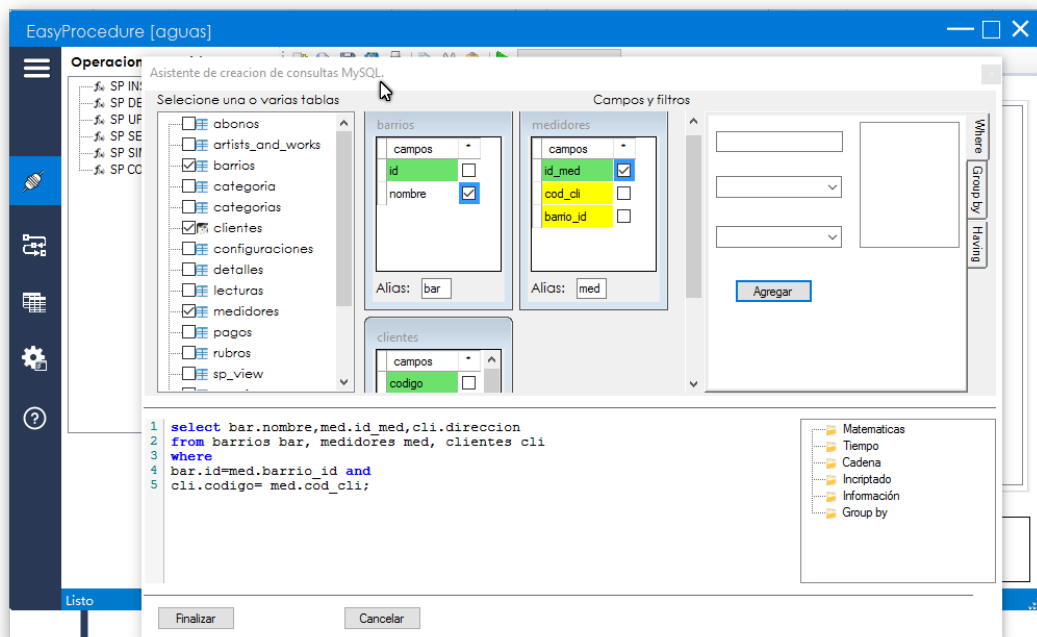 EasyProcedure [aguas]
Operacion
Asistente de creacion de consultas MySQL.
SP INS
SP DE
SP UP
SP SE
SP SIM
SP CO
Selecione una o varias tablas
Campos y filtros
abonos
artists_and_works
barrios
categoria
categorias
clientes
configuraciones
detalles
lecturas
medidores
pagos
rubros
sp_view
barrios
campos
id
nombre
Alias: bar
medidores
campos
id_med
cod_cli
barrio_id
Alias: med
clientes
campos
codigo
Agregar
Where
Group by
Having
1 select bar.nombre,med.id_med,cli.direccion
2 from barrios bar, medidores med, clientes cli
3 where
4 bar.id=med.barrio_id and
5 cli.codigo= med.cod_cli;
Matematicas
Tiempo
Cadena
Incriptado
Información
Group by
Listo
Finalizar
Cancelar